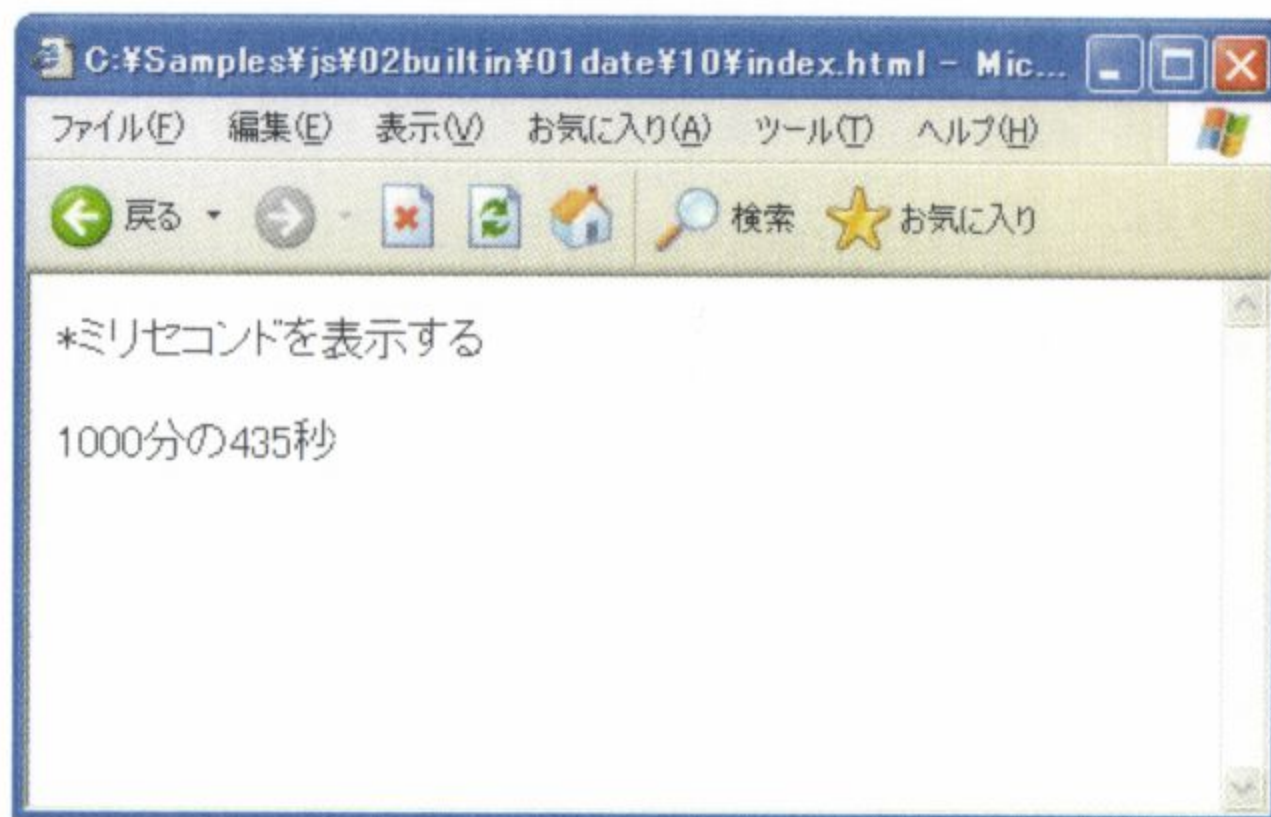 C:¥Samples¥js¥02builtin¥01date¥10¥index.html - Mic...
ファイル(F) 編集(E) 表示(V) お気に入り(A) ツール(T) ヘルプ(H)
戻る 検索 お気に入り
*ミリセコンドを表示する
1000分の435秒